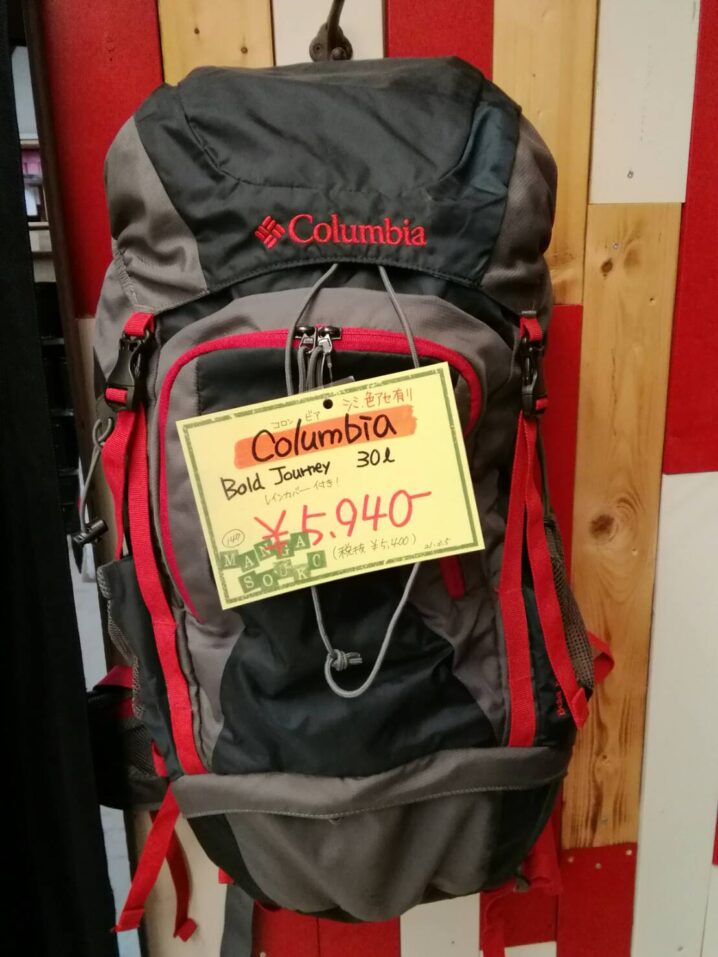 Columbia
シミ、色アセ有り
コロンビア
Columbia
Bold Journey 30ℓ
レインカバー付き!
¥5,940-
(税抜 ¥5,400)
MANGA
SOUKO